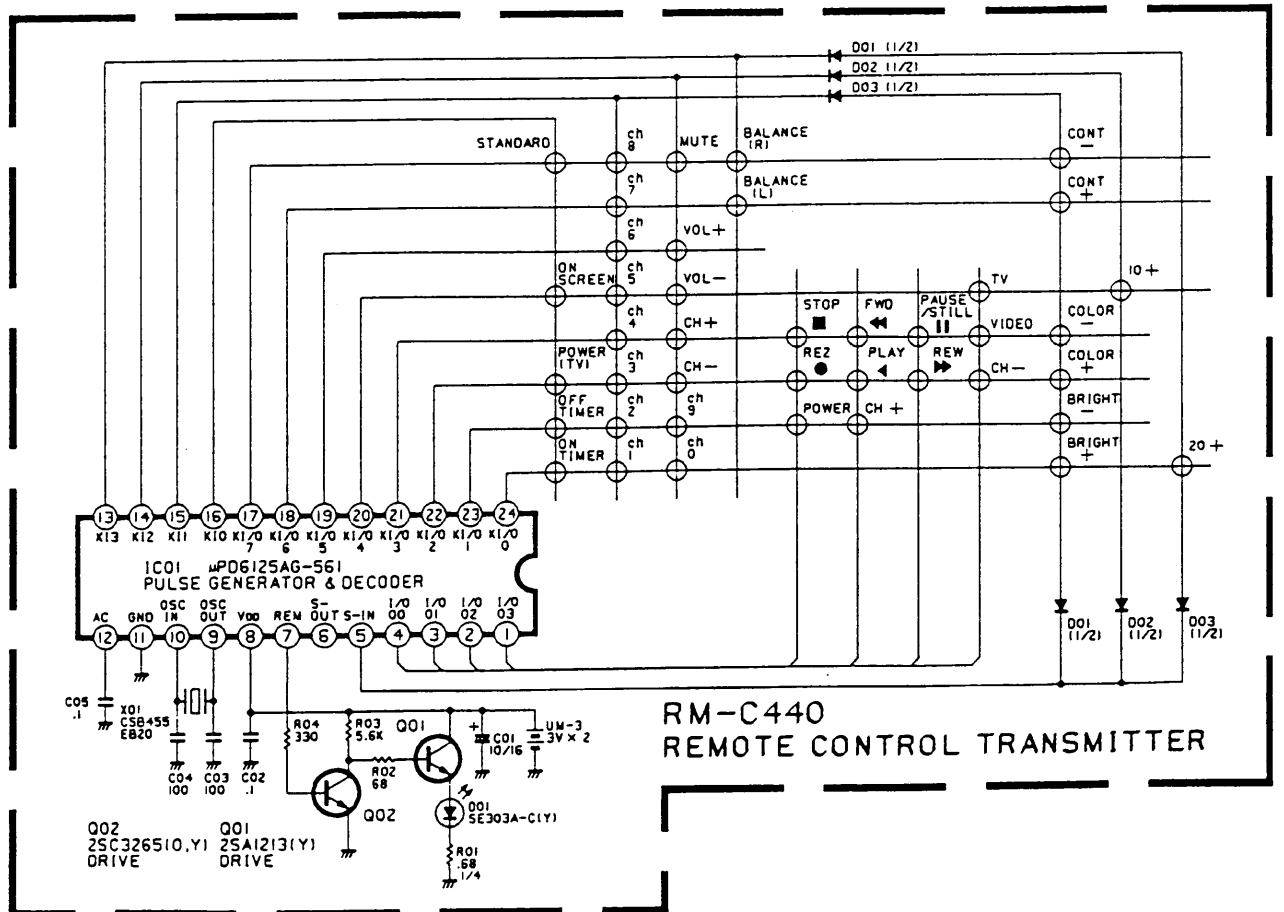 D01 (1/2)
D02 (1/2)
D03 (1/2)
STANDARD
ch
8
MUTE
BALANCE
(R)
CONT
−
ch
7
BALANCE
(L)
CONT
+
ch
6
VOL+
ON
SCREEN
ch
5
VOL−
TV
10+
ch
4
CH+
STOP
FWD
PAUSE
/STILL
VIDEO
COLOR
−
POWER
(TV)
ch
3
CH−
REZ
PLAY
REW
CH−
COLOR
+
OFF
TIMER
ch
2
ch
9
POWER
CH +
BRIGHT
−
ON
TIMER
ch
1
ch
0
BRIGHT
+
20+
13 14 15 16 17 18 19 20 21 22 23 24
KI3 KI2 KI1 KI0 KI/O KI/O KI/O KI/O KI/O KI/O KI/O KI/O
7 6 5 4 3 2 1 0
IC01 μPD6125AG-561
PULSE GENERATOR & DECODER
AC GND OSC IN OSC OUT VDD REM S-OUT S-IN I/O 00 I/O 01 I/O 02 I/O 03
12 11 10 9 8 7 6 5 4 3 2 1
D01
(1/2)
D02
(1/2)
D03
(1/2)
C05
.1
X01
CSB455
EB20
C04
100
C03
100
C02
.1
R04
330
R03
5.6K
R02
68
Q01
Q02
+
C01
10/16
UM-3
3V × 2
D01
SE303A-C(Y)
R01
.68
1/4
RM-C440
REMOTE CONTROL TRANSMITTER
Q02
2SC3265(O,Y)
DRIVE
Q01
2SA1213(Y)
DRIVE